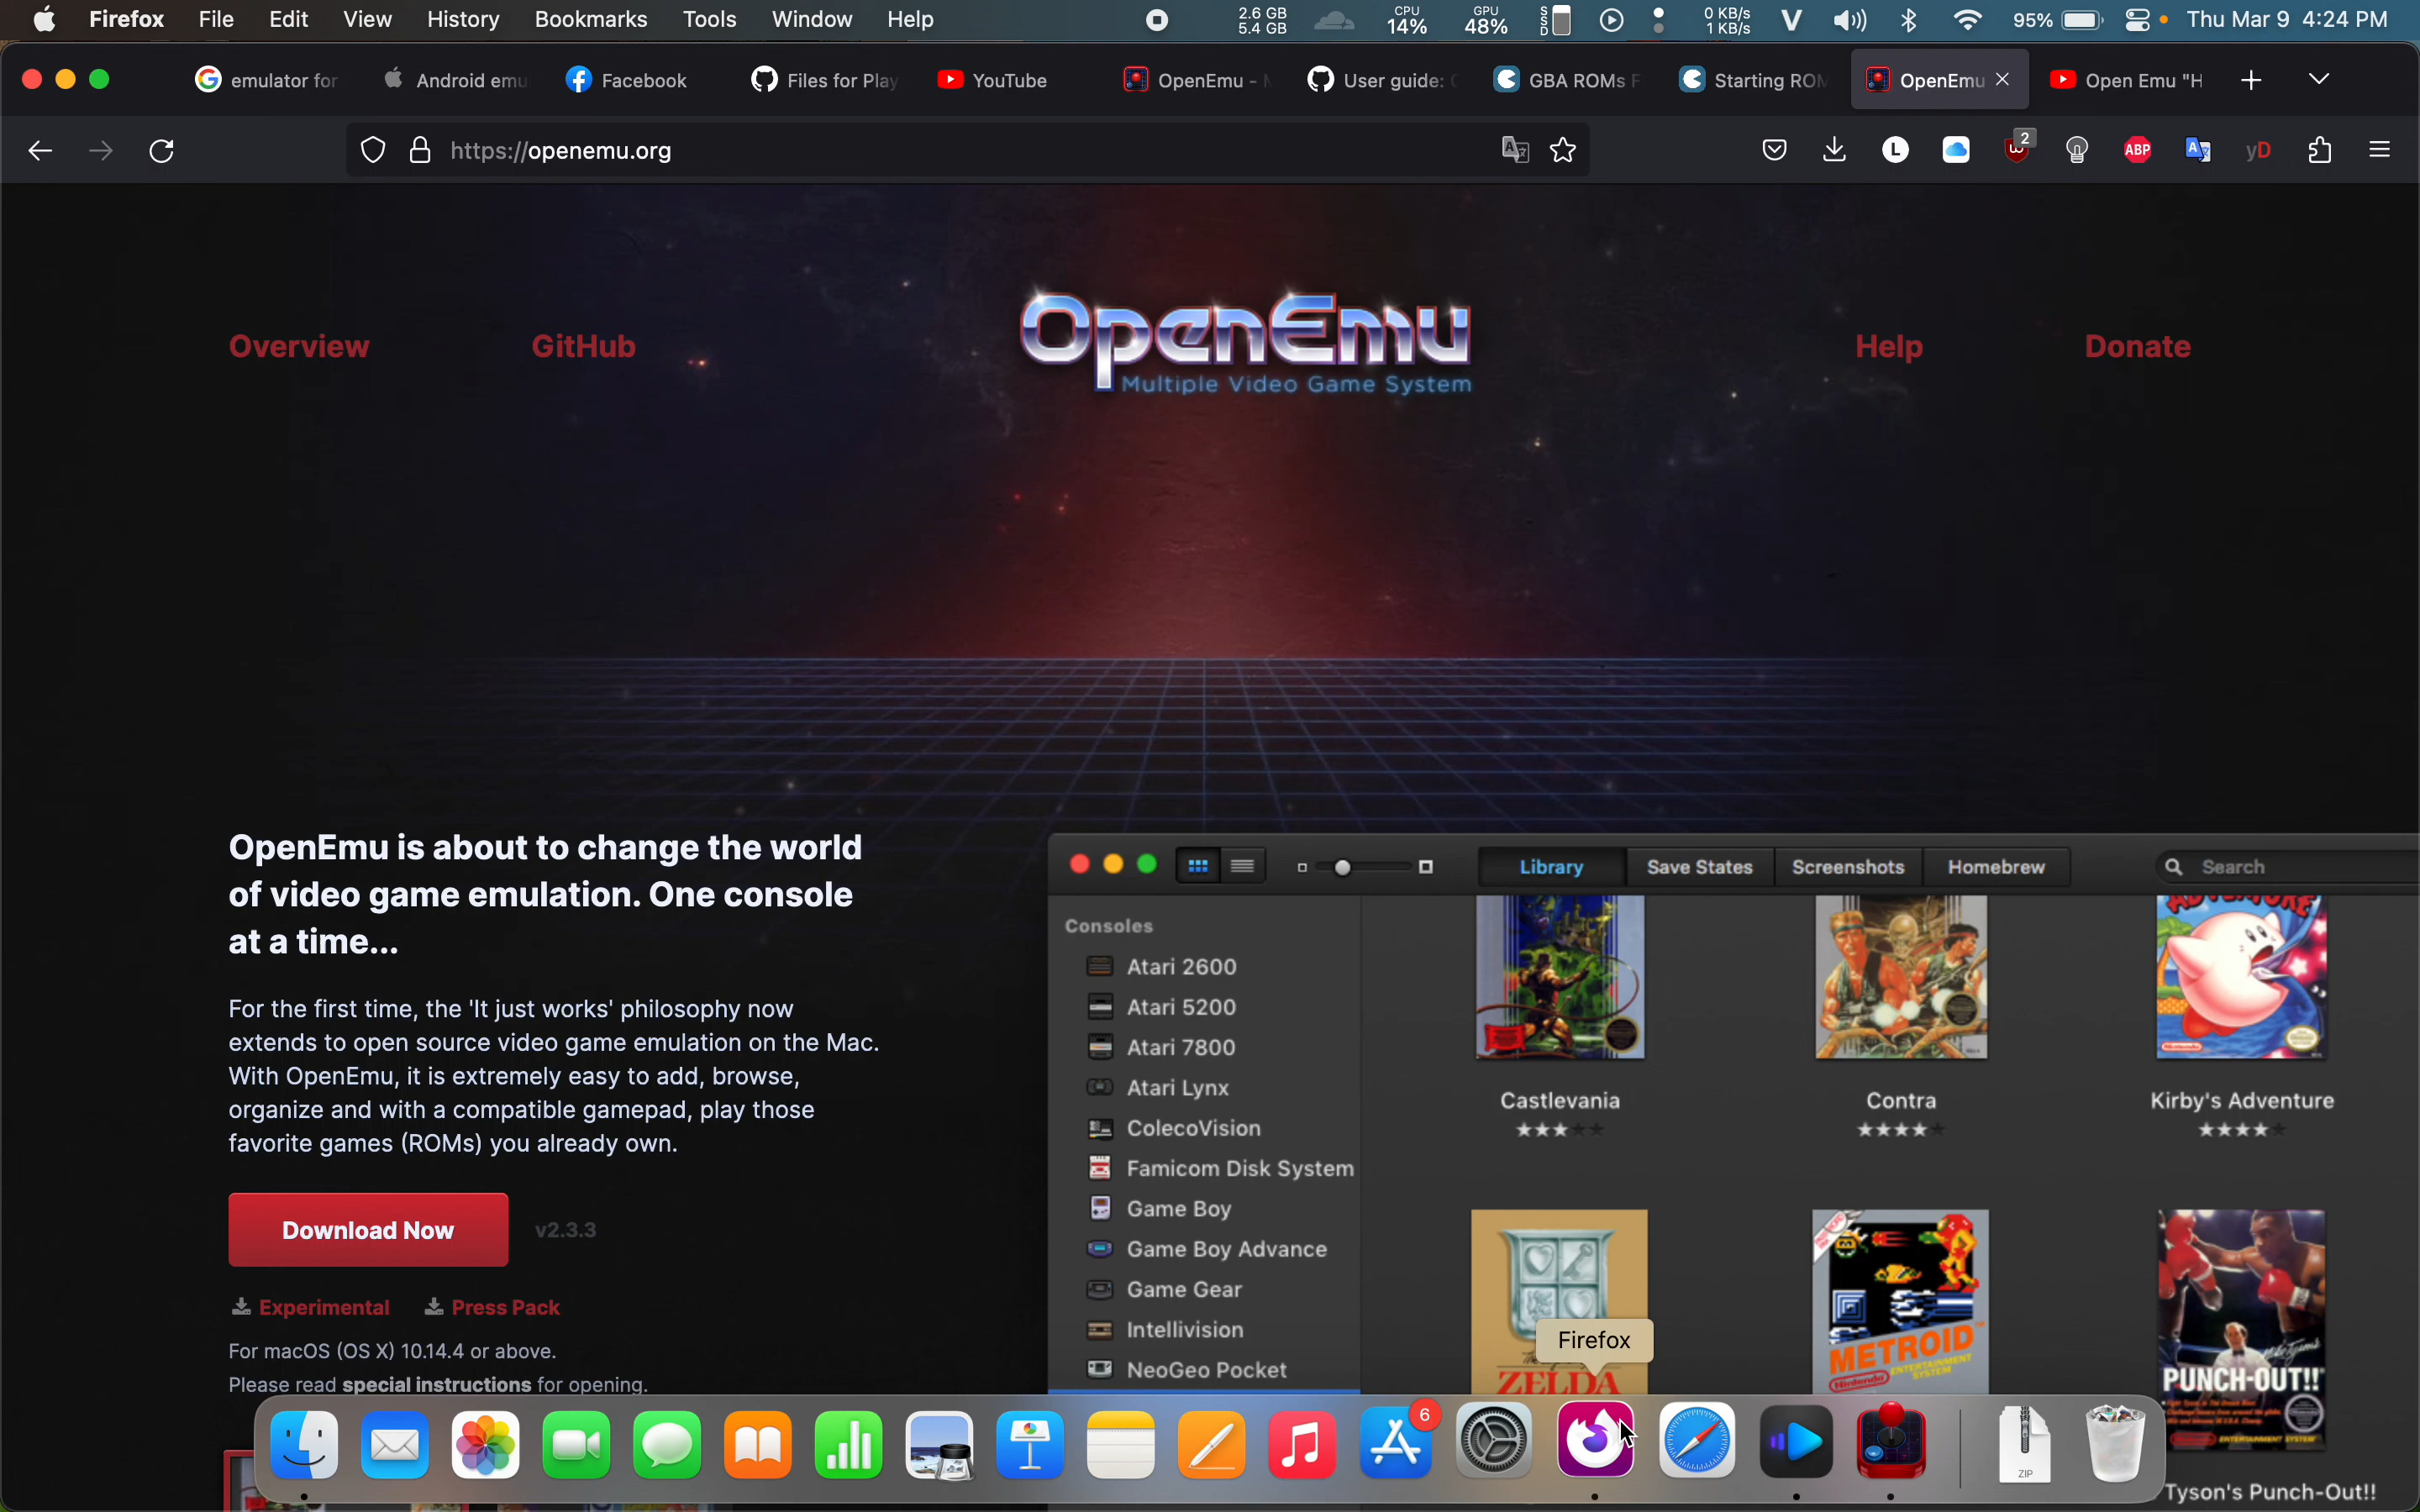 Firefox File Edit View History Bookmarks Tools Window Help
2.6 GB
5.4 GB
CPU
14%
GPU
48%
SSD
0 KB/s
1 KB/s
V
95%
Thu Mar 9 4:24 PM
emulator for
Android emu
Facebook
Files for Play
YouTube
OpenEmu -
User guide:
GBA ROMs
Starting ROM
OpenEmu
Open Emu "H
https://openemu.org
L
2
ABP
yD
Overview
GitHub
OpenEmu
Multiple Video Game System
Help
Donate
OpenEmu is about to change the world
of video game emulation. One console
at a time...
For the first time, the 'It just works' philosophy now
extends to open source video game emulation on the Mac.
With OpenEmu, it is extremely easy to add, browse,
organize and with a compatible gamepad, play those
favorite games (ROMs) you already own.
Download Now v2.3.3
Experimental Press Pack
For macOS (OS X) 10.14.4 or above.
Please read special instructions for opening.
Library Save States Screenshots Homebrew Search
Consoles
Atari 2600
Atari 5200
Atari 7800
Atari Lynx
ColecoVision
Famicom Disk System
Game Boy
Game Boy Advance
Game Gear
Intellivision
NeoGeo Pocket
Castlevania
Contra
Kirby's Adventure
ZELDA
METROID
Nintendo
PUNCH-OUT!!
Firefox
6
ZIP
Tyson's Punch-Out!!